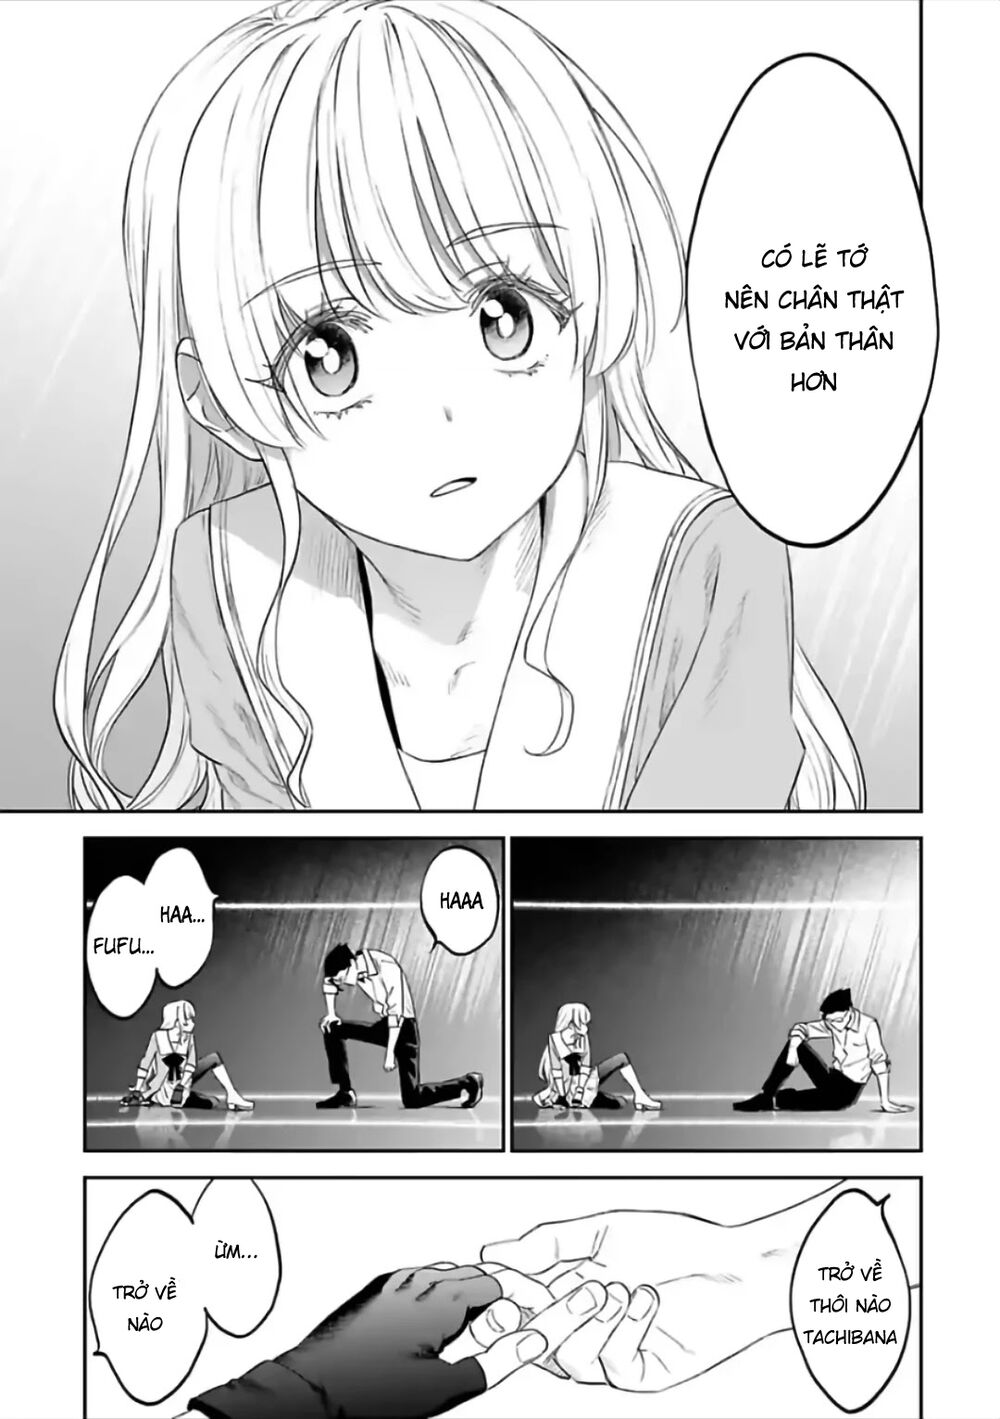 CÓ LẼ TỚ
NÊN CHÂN THẬT
VỚI BẢN THÂN
HƠN
HAAA
HAA...
FUFU...
TRỞ VỀ
THÔI NÀO
TACHIBANA
ỪM...
TRỞ VỀ
NÀO